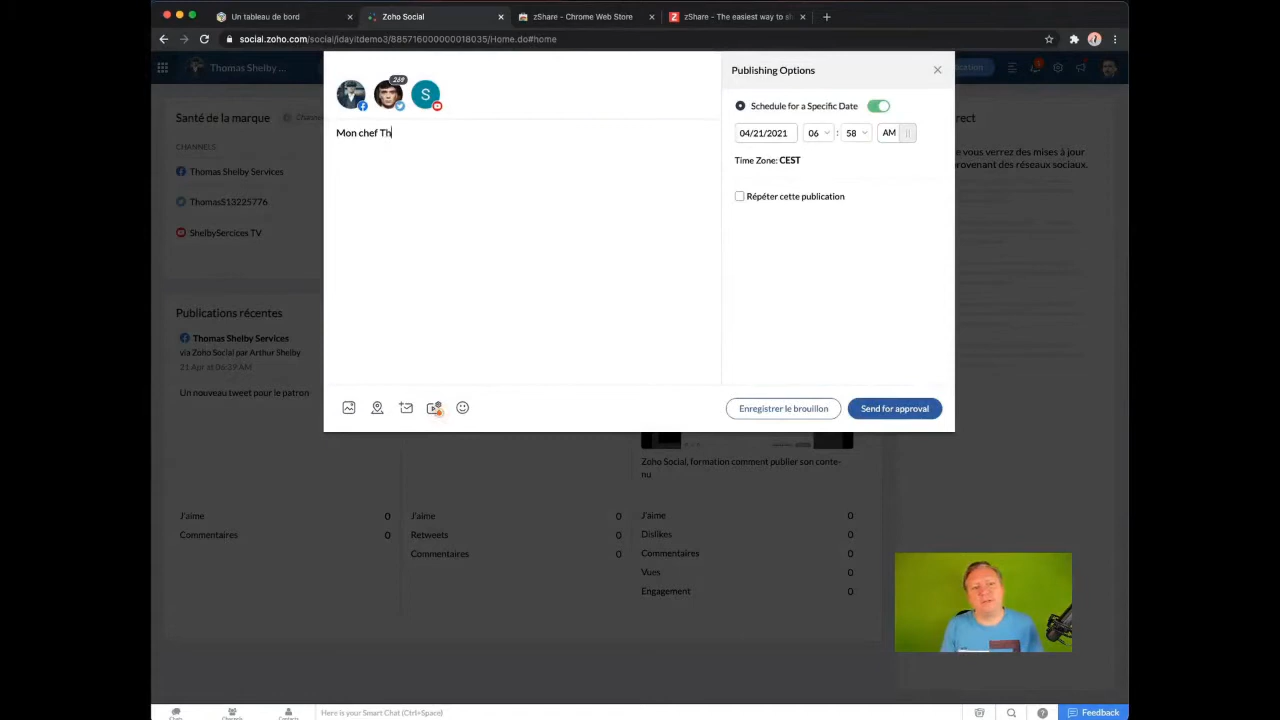 Un tableau de bord
Zoho Social
zShare - Chrome Web Store
zShare - The easiest way to sh
social.zoho.com/social/idayitdemo3/885716000000018035/Home.do#home
Thomas Shelby ...
Santé de la marque
CHANNELS
Thomas Shelby Services
ThomasS13225776
ShelbySercices TV
268
S
Mon chef Th
Publishing Options
Schedule for a Specific Date
04/21/2021 06 : 58 AM
Time Zone: CEST
Répéter cette publication
Enregistrer le brouillon
Send for approval
vous verrez des mises à jour
provenant des réseaux sociaux.
Publications récentes
Thomas Shelby Services
via Zoho Social par Arthur Shelby
21 Apr at 06:39 AM
Un nouveau tweet pour le patron
Zoho Social, formation comment publier son conte-
nu
J'aime 0
Commentaires 0
J'aime 0
Retweets 0
Commentaires 0
J'aime 0
Dislikes 0
Commentaires 0
Vues 0
Engagement 0
Chats
Channels
Contacts
Here is your Smart Chat (Ctrl+Space)
Feedback